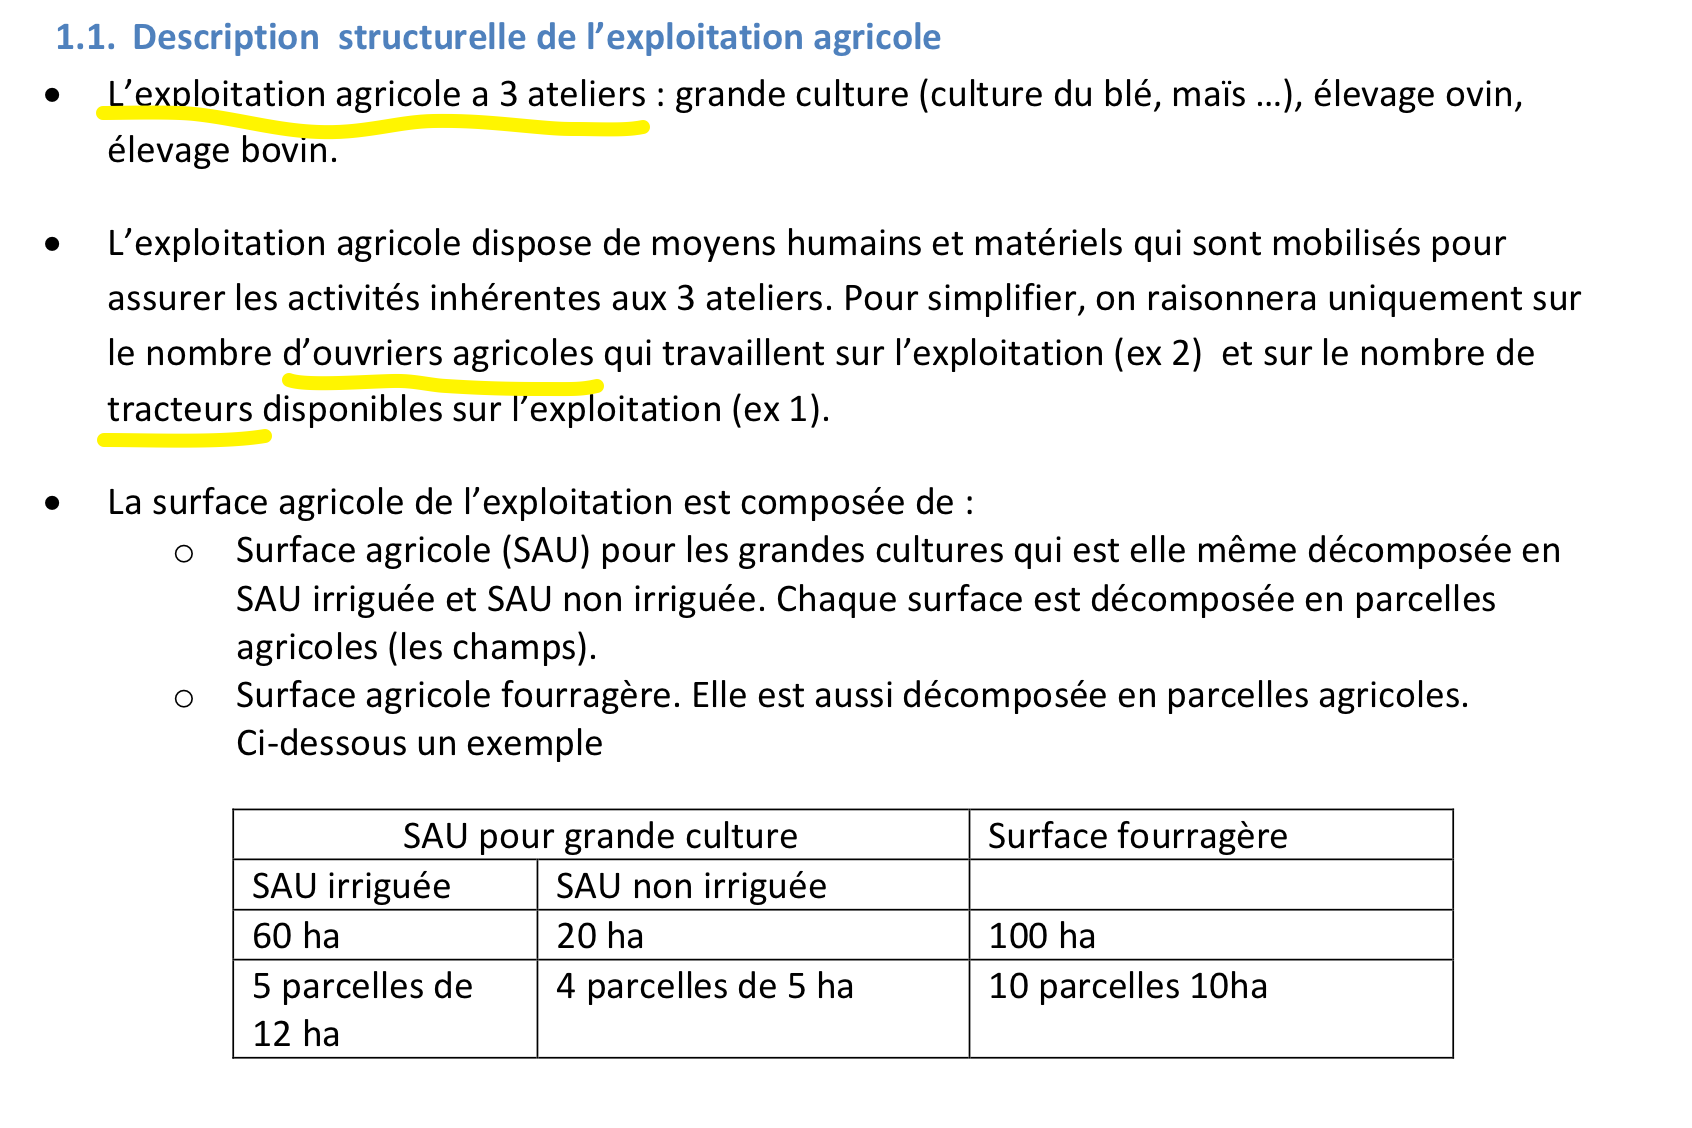 1.1. Description structurelle de l’exploitation agricole
• L’exploitation agricole a 3 ateliers : grande culture (culture du blé, maïs …), élevage ovin,
élevage bovin.
• L’exploitation agricole dispose de moyens humains et matériels qui sont mobilisés pour
assurer les activités inhérentes aux 3 ateliers. Pour simplifier, on raisonnera uniquement sur
le nombre d’ouvriers agricoles qui travaillent sur l’exploitation (ex 2) et sur le nombre de
tracteurs disponibles sur l’exploitation (ex 1).
• La surface agricole de l’exploitation est composée de :
o Surface agricole (SAU) pour les grandes cultures qui est elle même décomposée en
SAU irriguée et SAU non irriguée. Chaque surface est décomposée en parcelles
agricoles (les champs).
o Surface agricole fourragère. Elle est aussi décomposée en parcelles agricoles.
Ci-dessous un exemple
SAU pour grande culture Surface fourragère
SAU irriguée SAU non irriguée
60 ha 20 ha 100 ha
5 parcelles de 4 parcelles de 5 ha 10 parcelles 10ha
12 ha